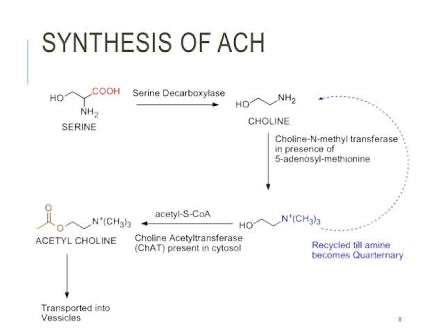 SYNTHESIS OF ACH
HO
COOH
NH2
SERINE
Serine Decarboxylase
HO
NH2
CHOLINE
Choline-N-methyl transferase
in presence of
5-adenosyl-methionine
O
O
N+(CH3)3
ACETYL CHOLINE
acetyl-S-CoA
Choline Acetyltransferase
(ChAT) present in cytosol
HO
N+(CH3)3
Recycled till amine
becomes Quarternary
Transported into
Vessicles
8